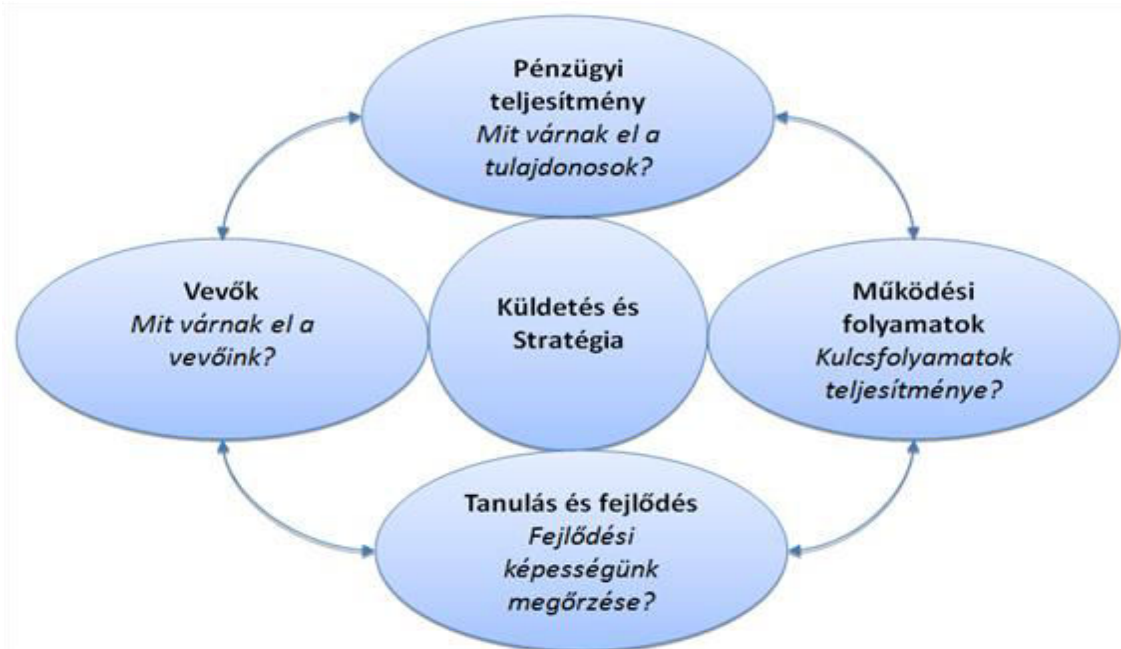 Pénzügyi
teljesítmény
Mit várnak el a
tulajdonosok?
Vevők
Mit várnak el a
vevőink?
Küldetés és
Stratégia
Működési
folyamatok
Kulcsfolyamatok
teljesítménye?
Tanulás és fejlődés
Fejlődési
képességünk
megőrzése?